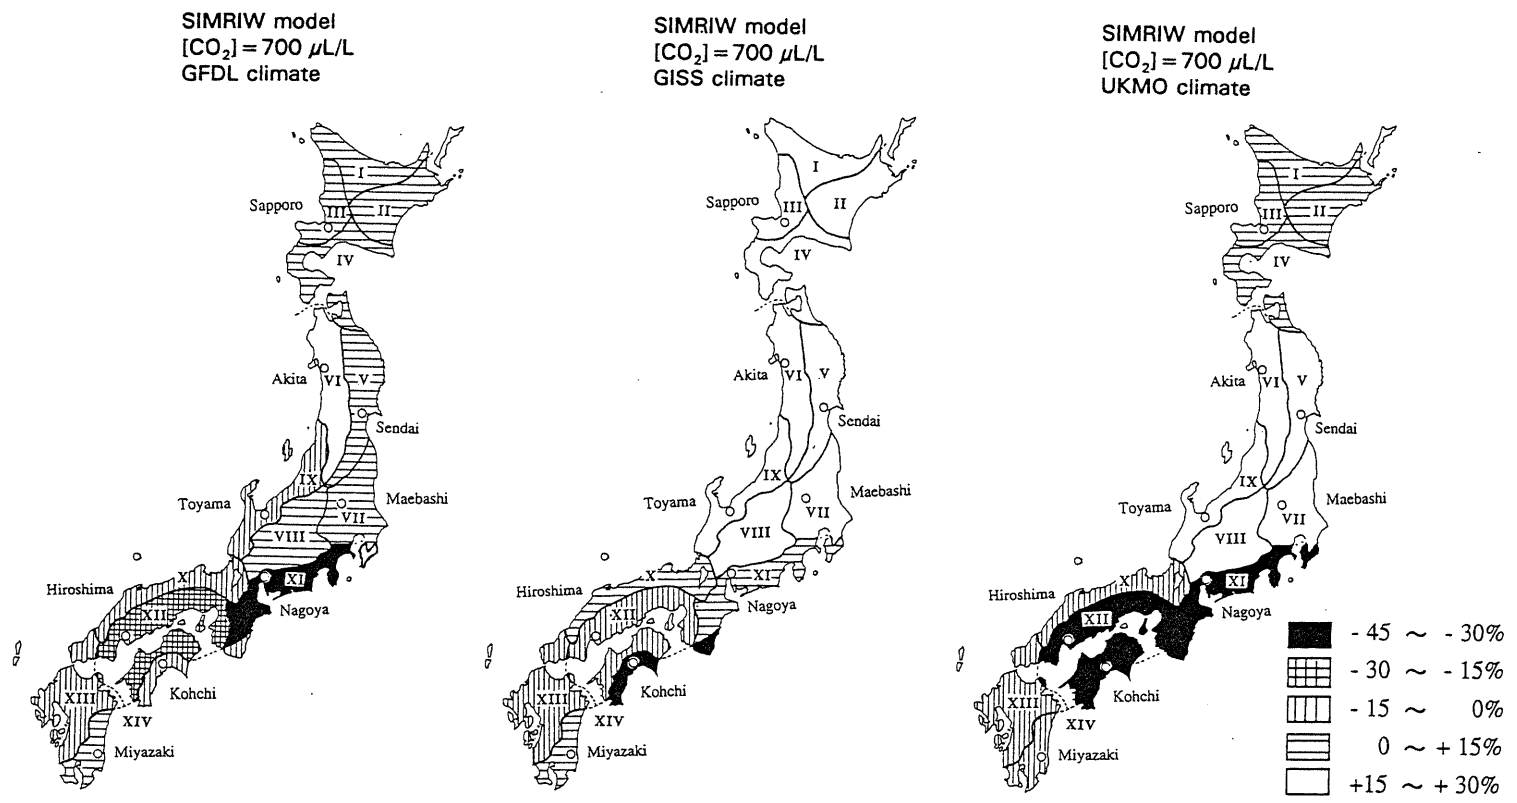 SIMRIW model
[CO₂] = 700 µL/L
GFDL climate
I
Sapporo
III
II
IV
Akita
VI
V
Sendai
IX
Toyama
Maebashi
VII
VIII
Hiroshima
X
XI
Nagoya
XII
Kohchi
XIII
XIV
Miyazaki
SIMRIW model
[CO₂] = 700 µL/L
GISS climate
I
Sapporo
III
II
IV
Akita
VI
V
Sendai
IX
Toyama
Maebashi
VII
VIII
Hiroshima
X
XI
Nagoya
XII
Kohchi
XIII
XIV
Miyazaki
SIMRIW model
[CO₂] = 700 µL/L
UKMO climate
I
Sapporo
III
II
IV
Akita
VI
V
Sendai
IX
Toyama
Maebashi
VII
VIII
Hiroshima
X
XI
Nagoya
XII
Kohchi
XIII
XIV
Miyazaki
- 45 ~ - 30%
- 30 ~ - 15%
- 15 ~ 0%
0 ~ + 15%
+15 ~ + 30%